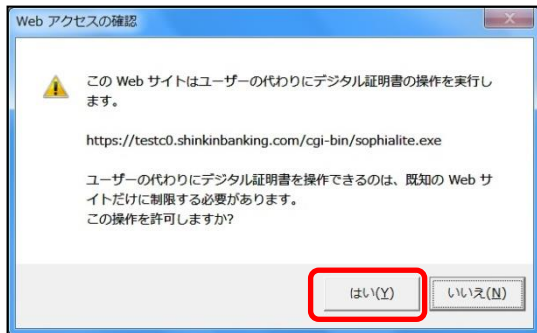 Web アクセスの確認
この Web サイトはユーザーの代わりにデジタル証明書の操作を実行し
ます。
https://testc0.shinkinbanking.com/cgi-bin/sophialite.exe
ユーザーの代わりにデジタル証明書を操作できるのは、既知の Web サ
イトだけに制限する必要があります。
この操作を許可しますか?
はい(Y)
いいえ(N)